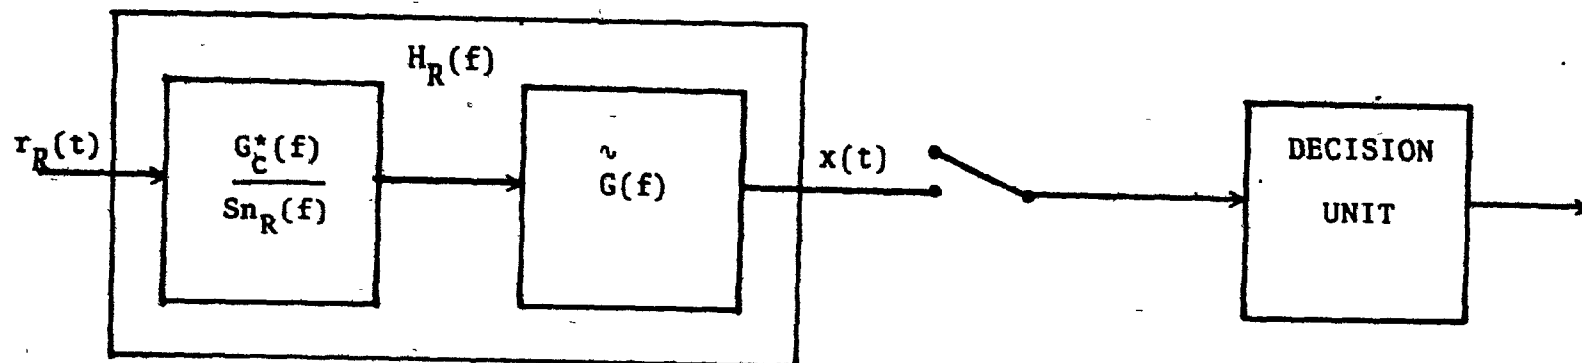 H_R(f)
r_R(t)
G*_C(f)
Sn_R(f)
~
G(f)
x(t)
DECISION
UNIT